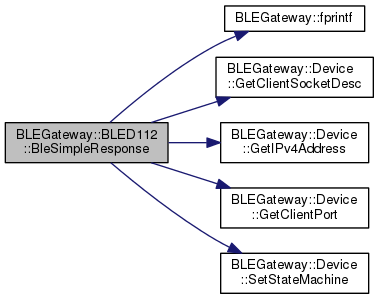 BLEGateway::BLED112
::BleSimpleResponse
BLEGateway::fprintf
BLEGateway::Device
::GetClientSocketDesc
BLEGateway::Device
::GetIPv4Address
BLEGateway::Device
::GetClientPort
BLEGateway::Device
::SetStateMachine